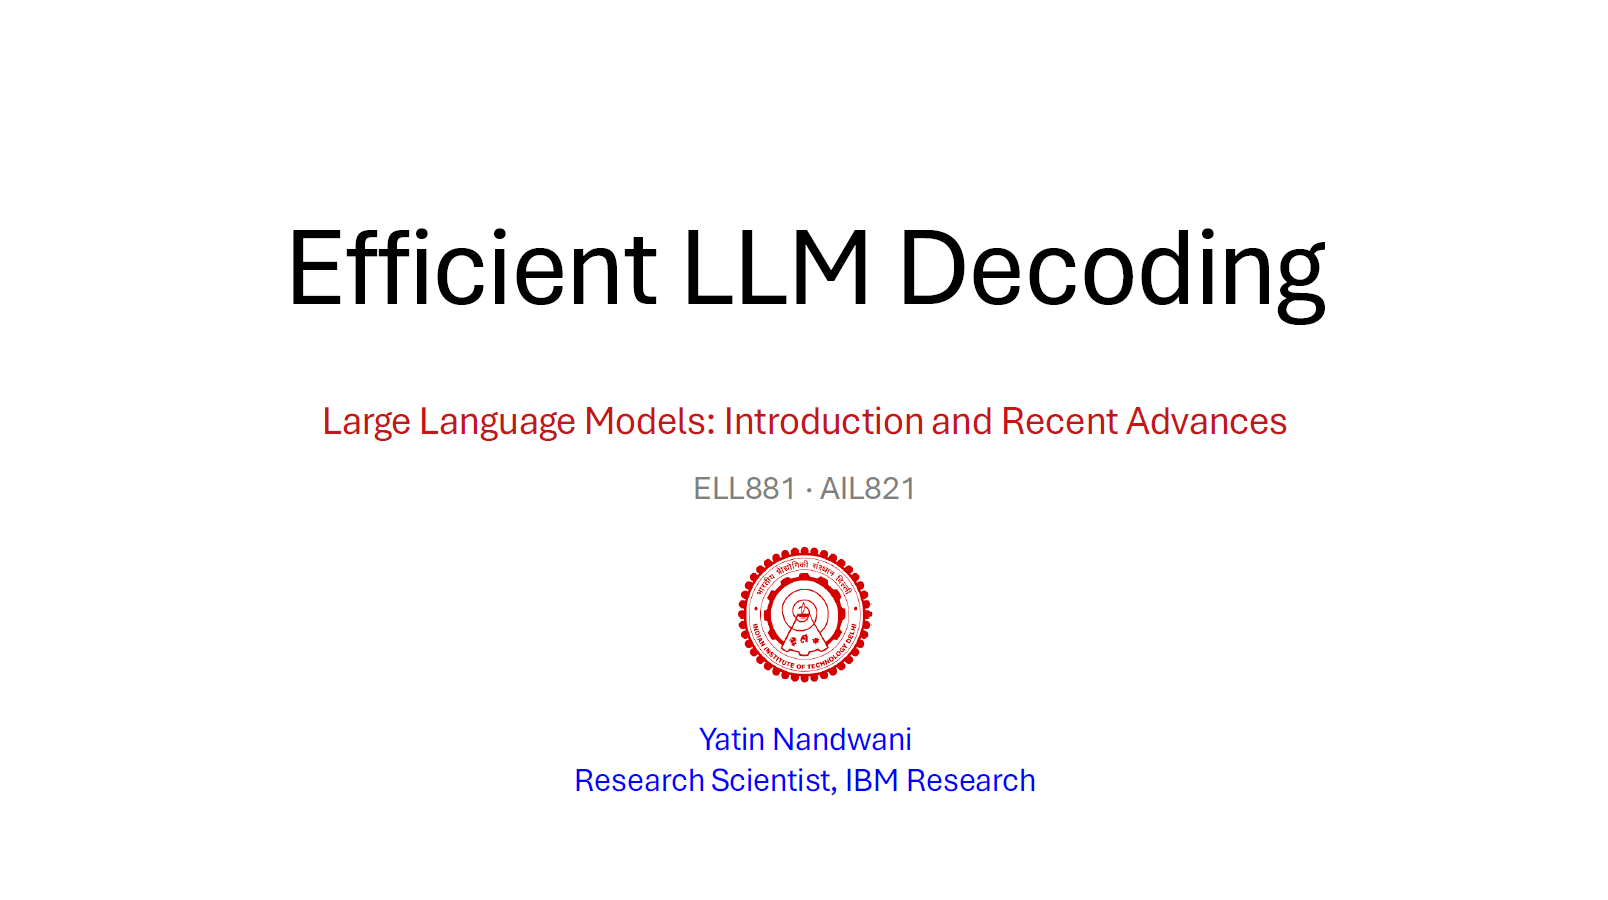 Efficient LLM Decoding
Large Language Models: Introduction and Recent Advances
ELL881 · AIL821
भारतीय प्रौद्योगिकी संस्थान दिल्ली
INDIAN INSTITUTE OF TECHNOLOGY DELHI
Yatin Nandwani
Research Scientist, IBM Research